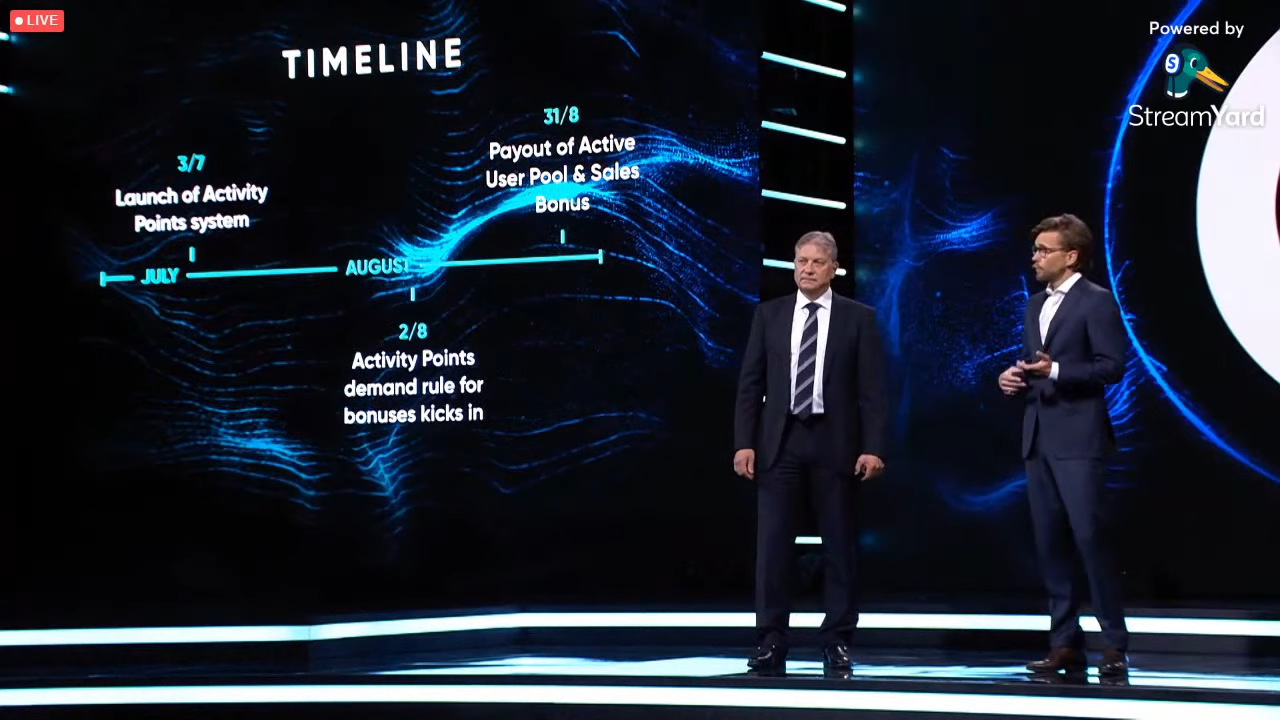 LIVE
Powered by
S
StreamYard
TIMELINE
3/7
Launch of Activity
Points system
31/8
Payout of Active
User Pool & Sales
Bonus
JULY
AUGUST
2/8
Activity Points
demand rule for
bonuses kicks in